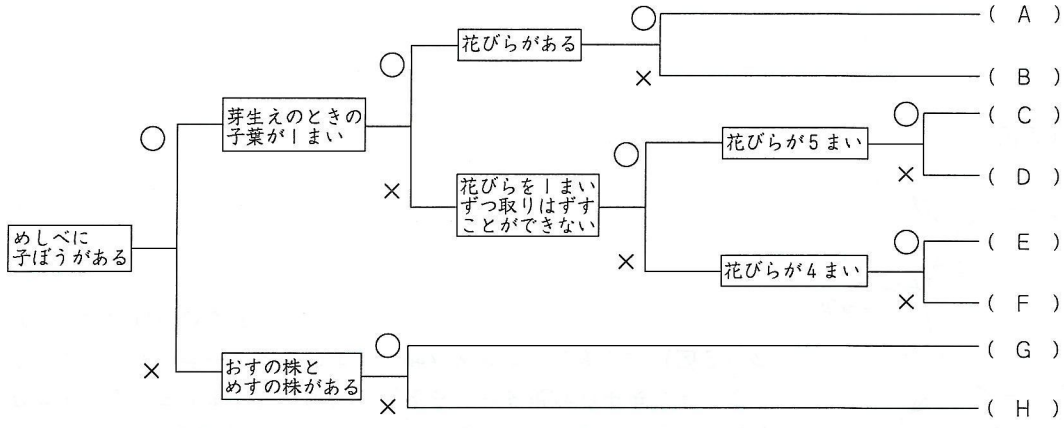 めしべに
子ぼうがある
○
×
芽生えのときの
子葉が1まい
○
×
花びらがある
○
×
花びらを1まい
ずつ取りはずす
ことができない
○
×
花びらが5まい
○
×
花びらが4まい
○
×
おすの株と
めすの株がある
○
×
( A )
( B )
( C )
( D )
( E )
( F )
( G )
( H )